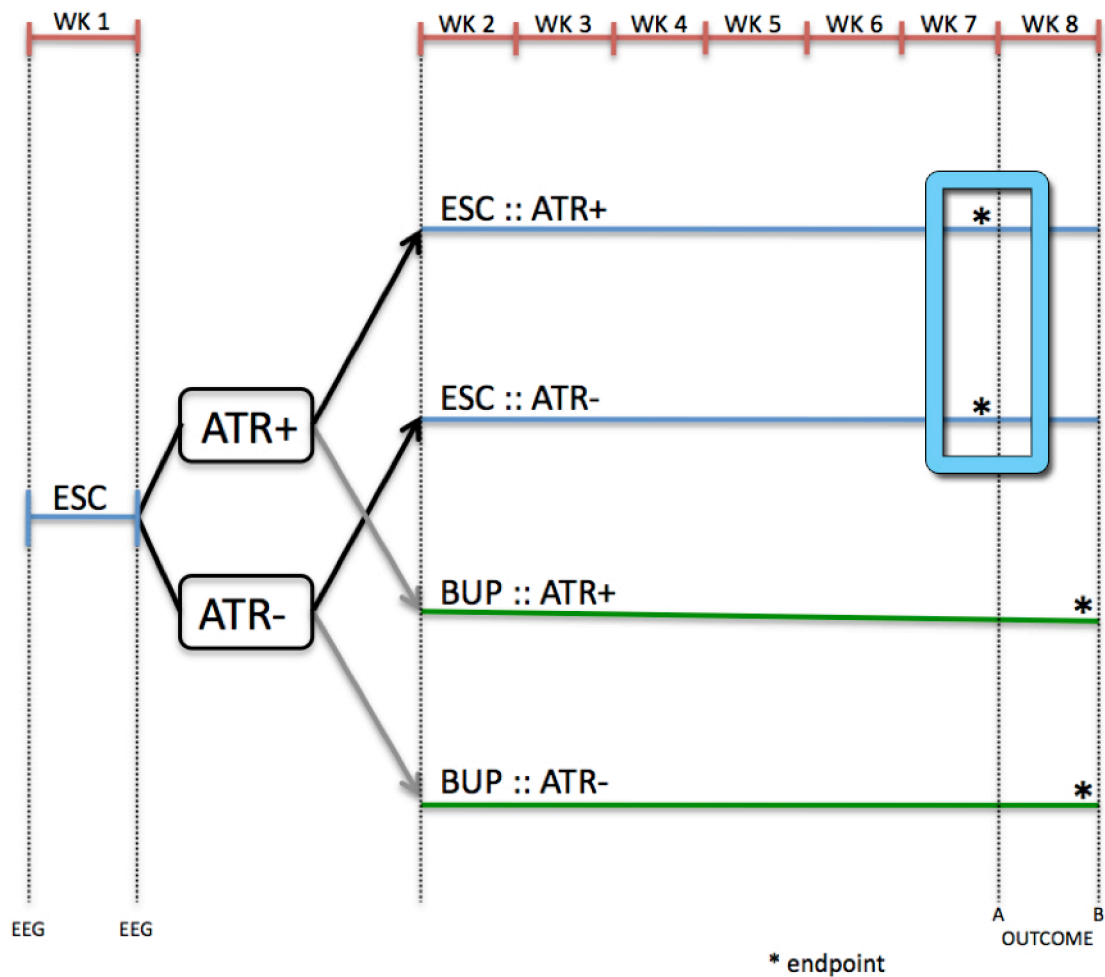 WK 1
WK 2 WK 3 WK 4 WK 5 WK 6 WK 7 WK 8
ESC :: ATR+ *
ESC :: ATR- *
ATR+
ESC
BUP :: ATR+ *
ATR-
BUP :: ATR- *
EEG EEG A B
OUTCOME
* endpoint